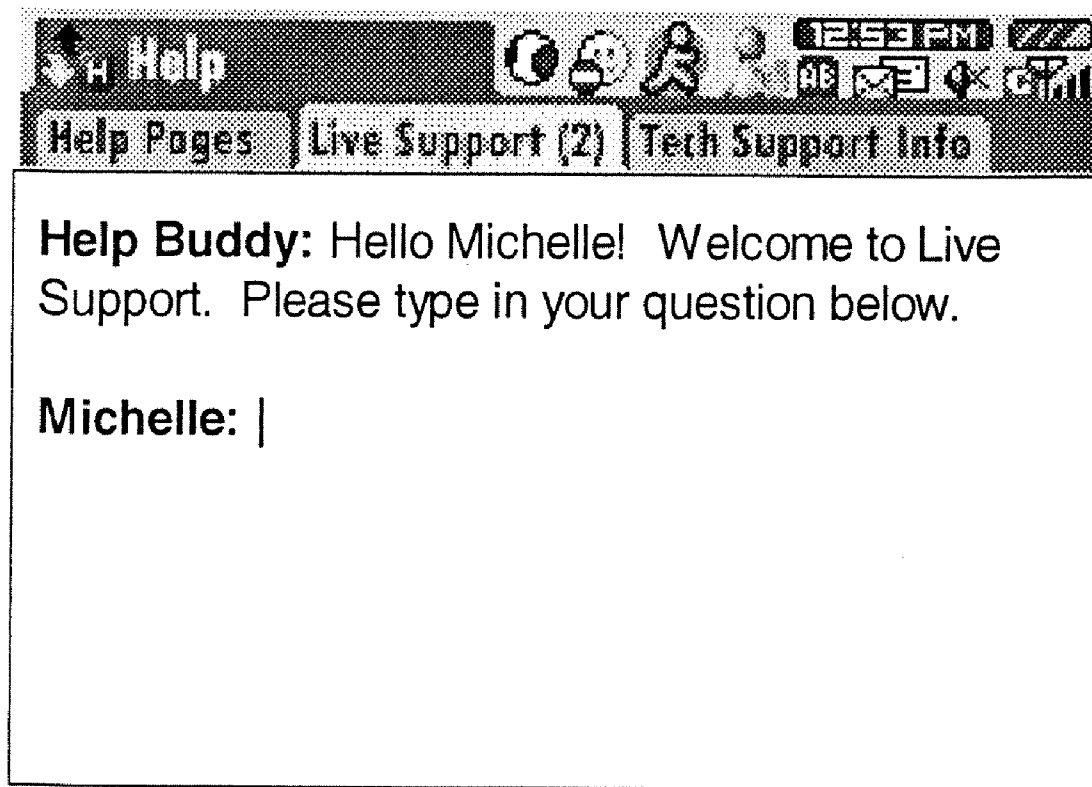 H Help
12:53 PM
AB
G
Help Pages Live Support (2) Tech Support Info
Help Buddy: Hello Michelle!  Welcome to Live
Support.  Please type in your question below.
Michelle: |